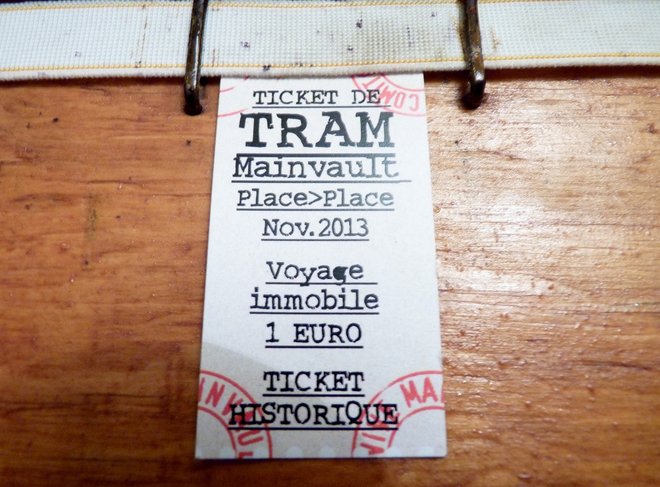 TICKET DE
TRAM
Mainvault
Place>Place
Nov.2013
Voyage
immobile
1 EURO
TICKET
HISTORIQUE